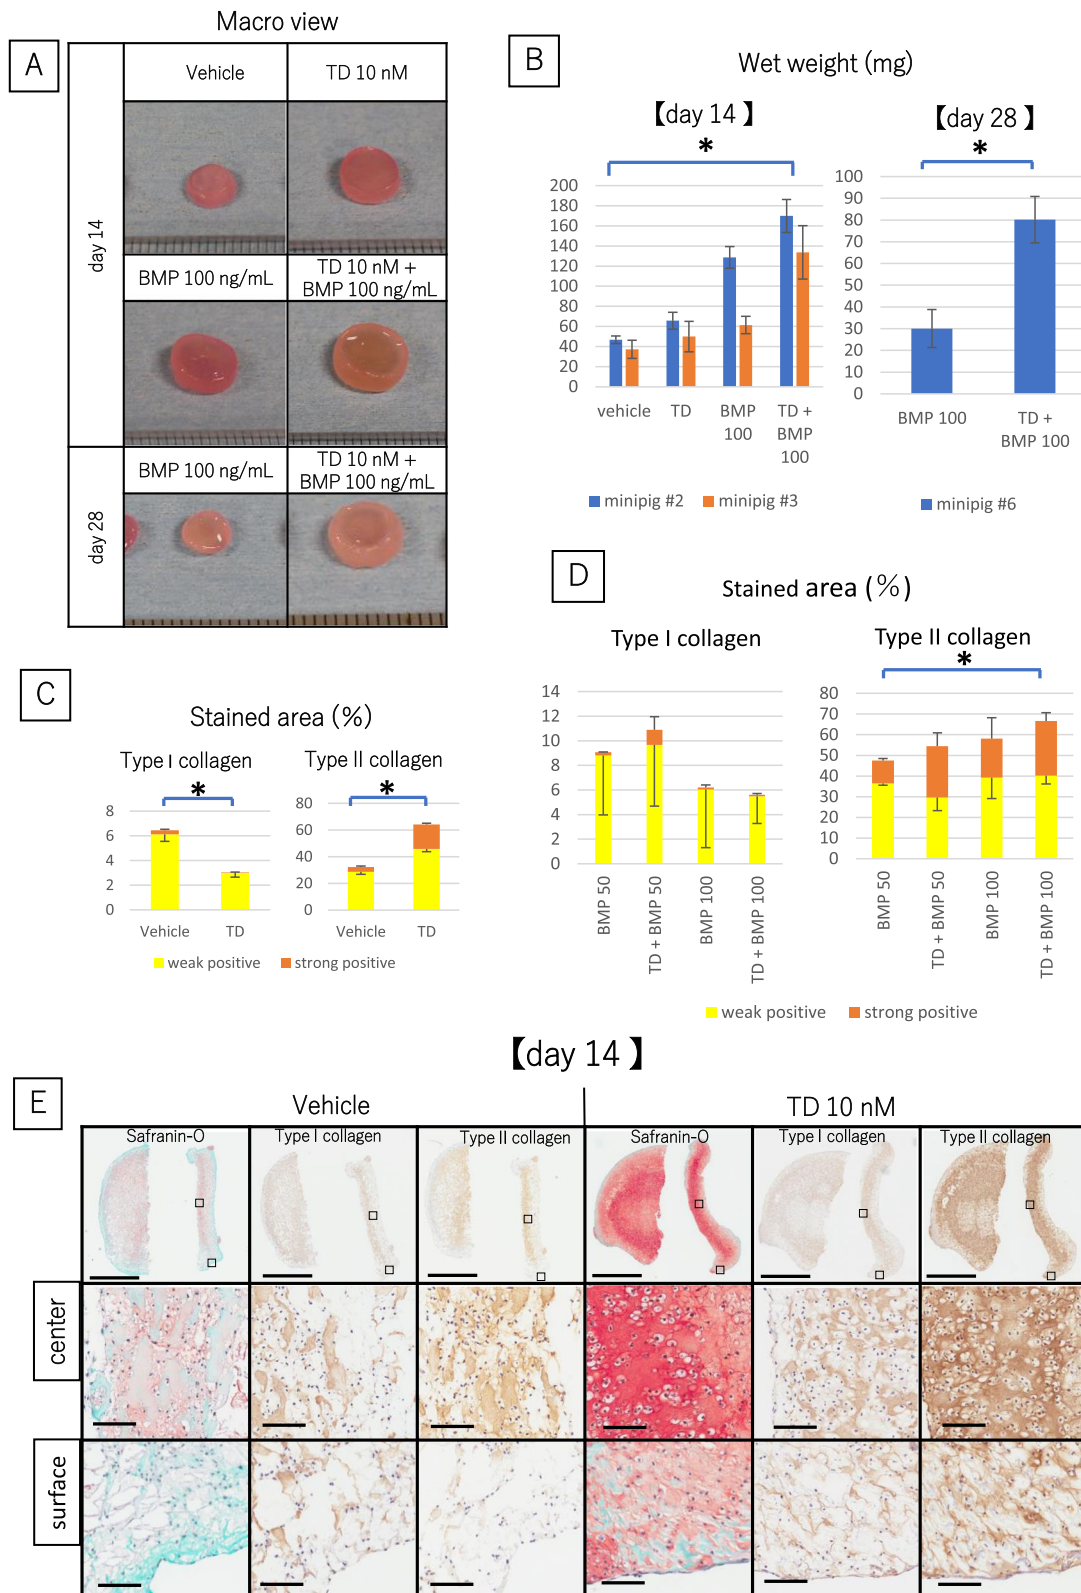 Macro view
A
Vehicle
TD 10 nM
day 14
BMP 100 ng/mL
TD 10 nM +
BMP 100 ng/mL
day 28
BMP 100 ng/mL
TD 10 nM +
BMP 100 ng/mL
B
Wet weight (mg)
【day 14 】
*
200
180
160
140
120
100
80
60
40
20
0
vehicle
TD
BMP
100
TD +
BMP
100
minipig #2
minipig #3
【day 28 】
*
100
90
80
70
60
50
40
30
20
10
0
BMP 100
TD +
BMP 100
minipig #6
C
Stained area (%)
Type I collagen
*
8
6
4
2
0
Vehicle
TD
Type II collagen
*
80
60
40
20
0
Vehicle
TD
weak positive
strong positive
D
Stained area (%)
Type I collagen
14
12
10
8
6
4
2
0
BMP 50
TD + BMP 50
BMP 100
TD + BMP 100
Type II collagen
*
80
70
60
50
40
30
20
10
0
BMP 50
TD + BMP 50
BMP 100
TD + BMP 100
weak positive
strong positive
【day 14 】
E
Vehicle
TD 10 nM
Safranin-O
Type I collagen
Type II collagen
Safranin-O
Type I collagen
Type II collagen
center
surface